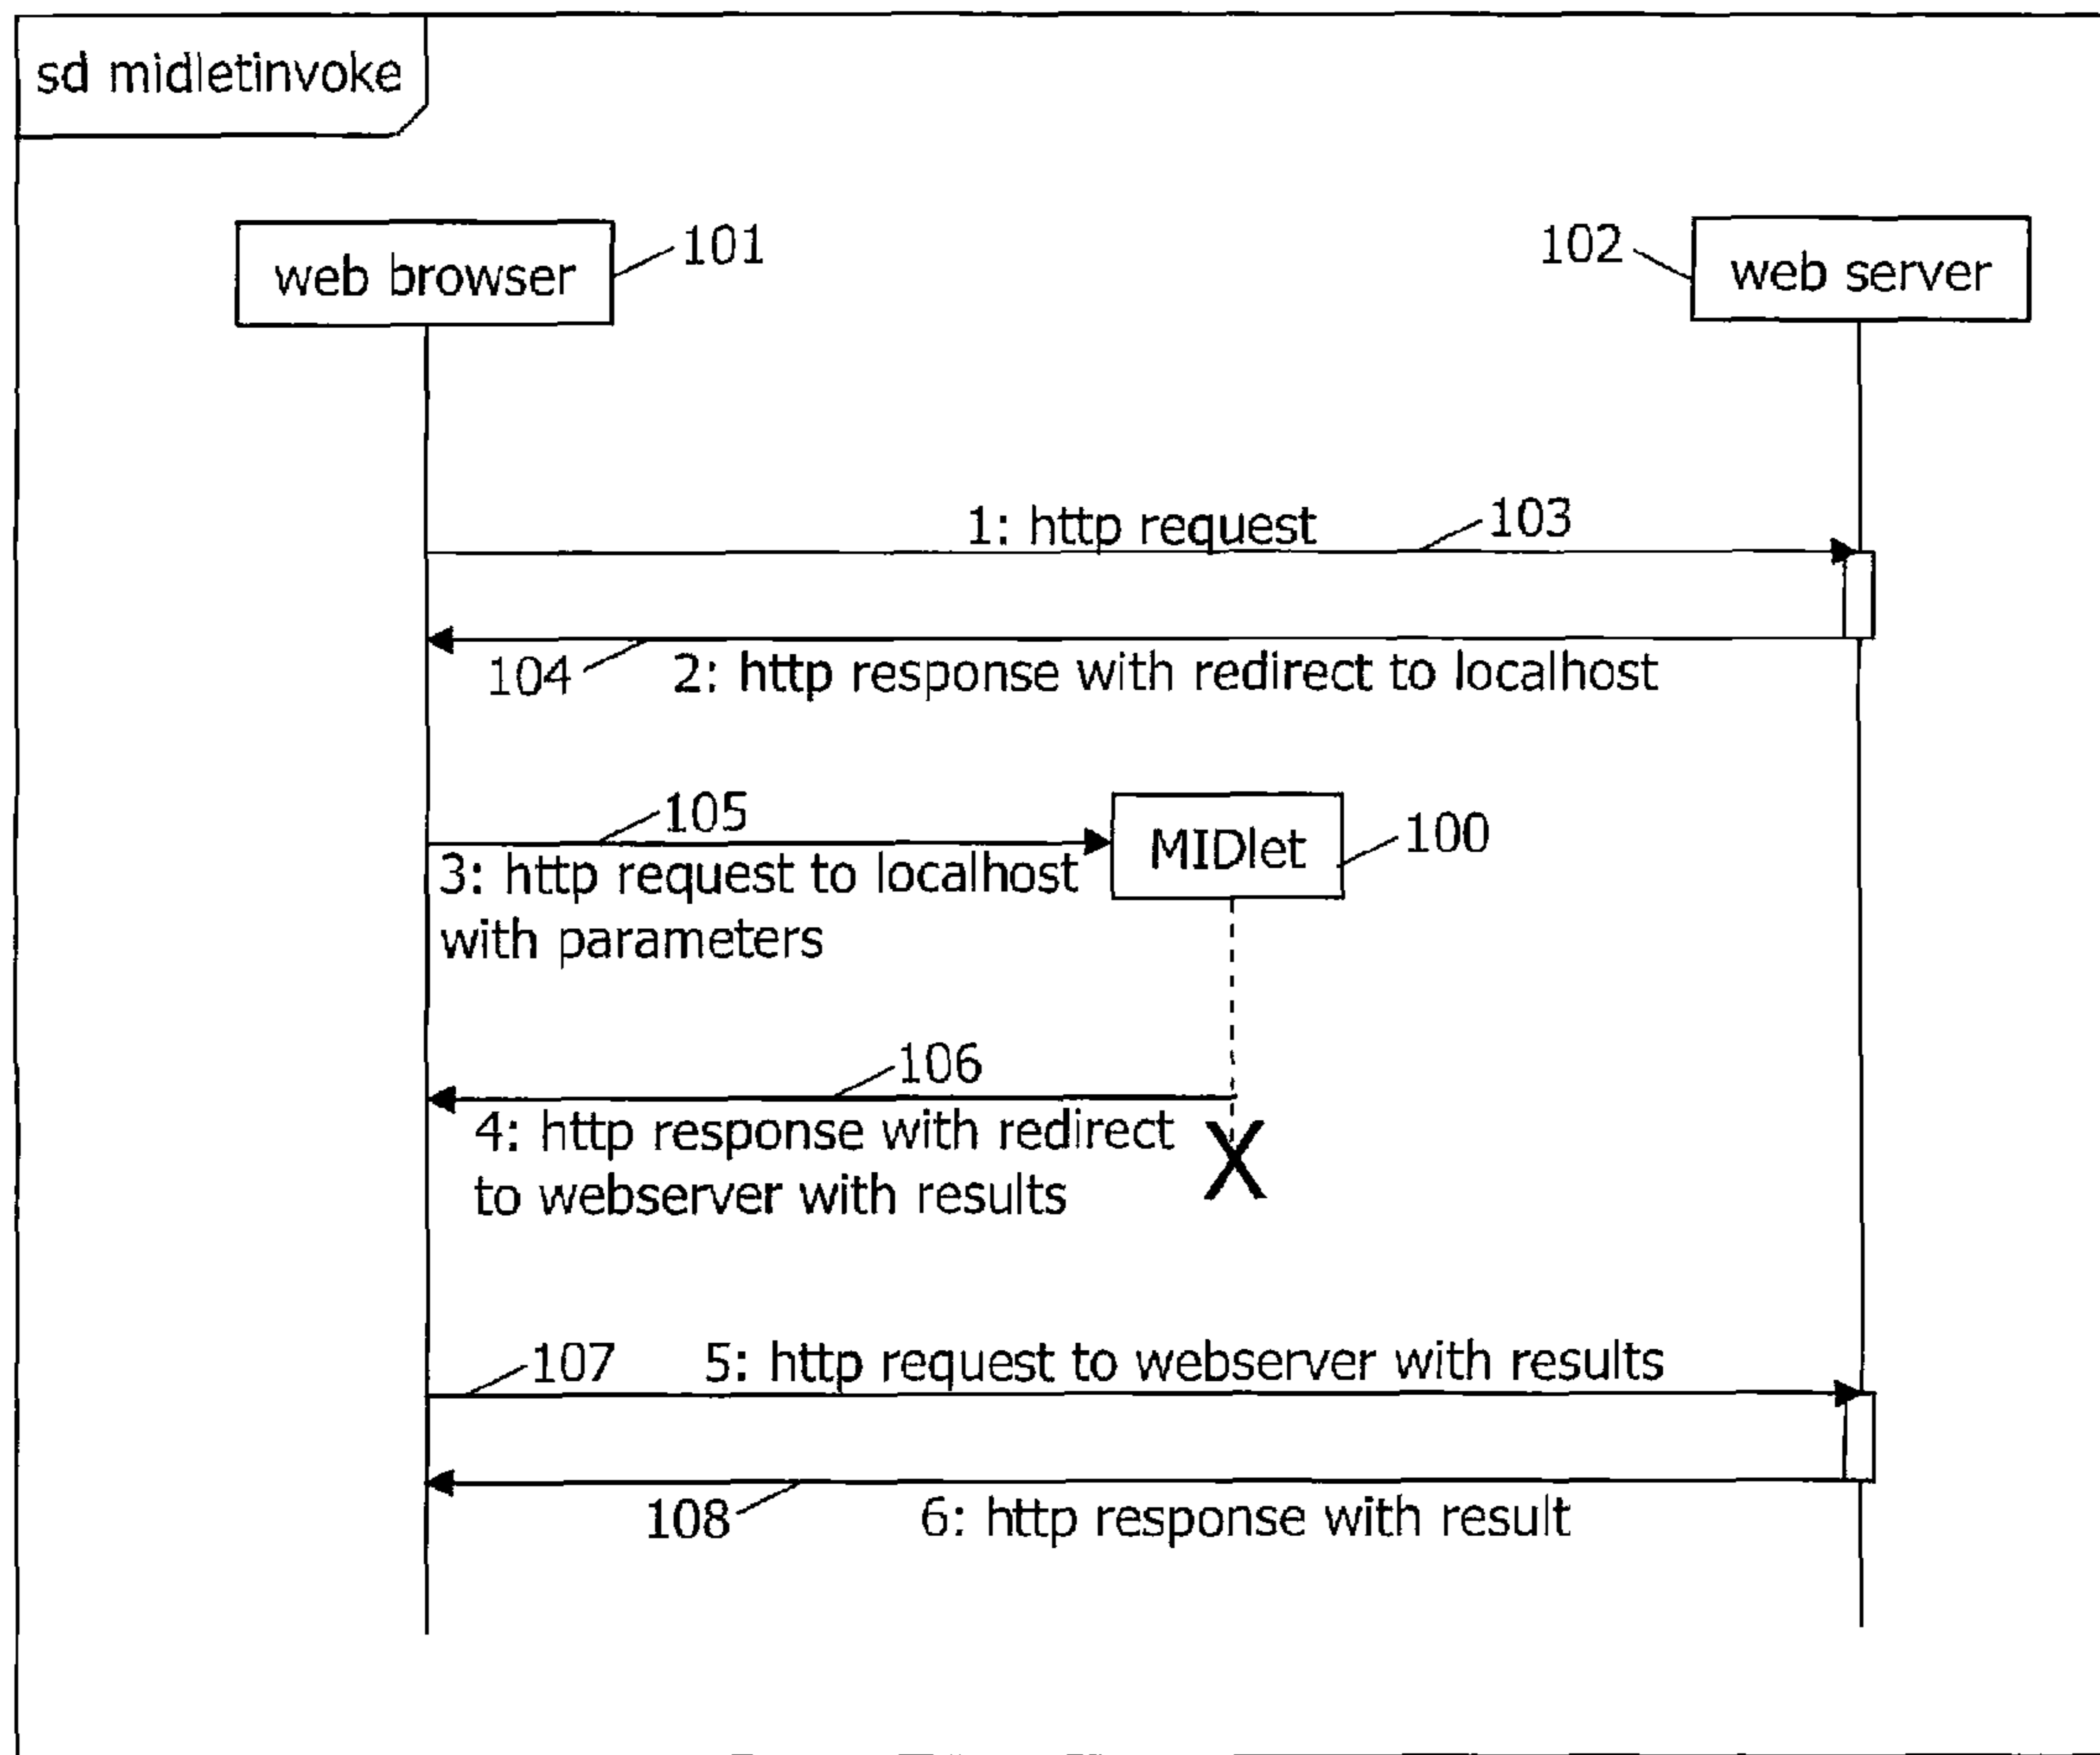 sd midletinvoke
web browser
101
102
web server
1: http request
103
104
2: http response with redirect to localhost
105
3: http request to localhost
with parameters
MIDlet
100
106
4: http response with redirect
to webserver with results
X
107
5: http request to webserver with results
108
6: http response with result